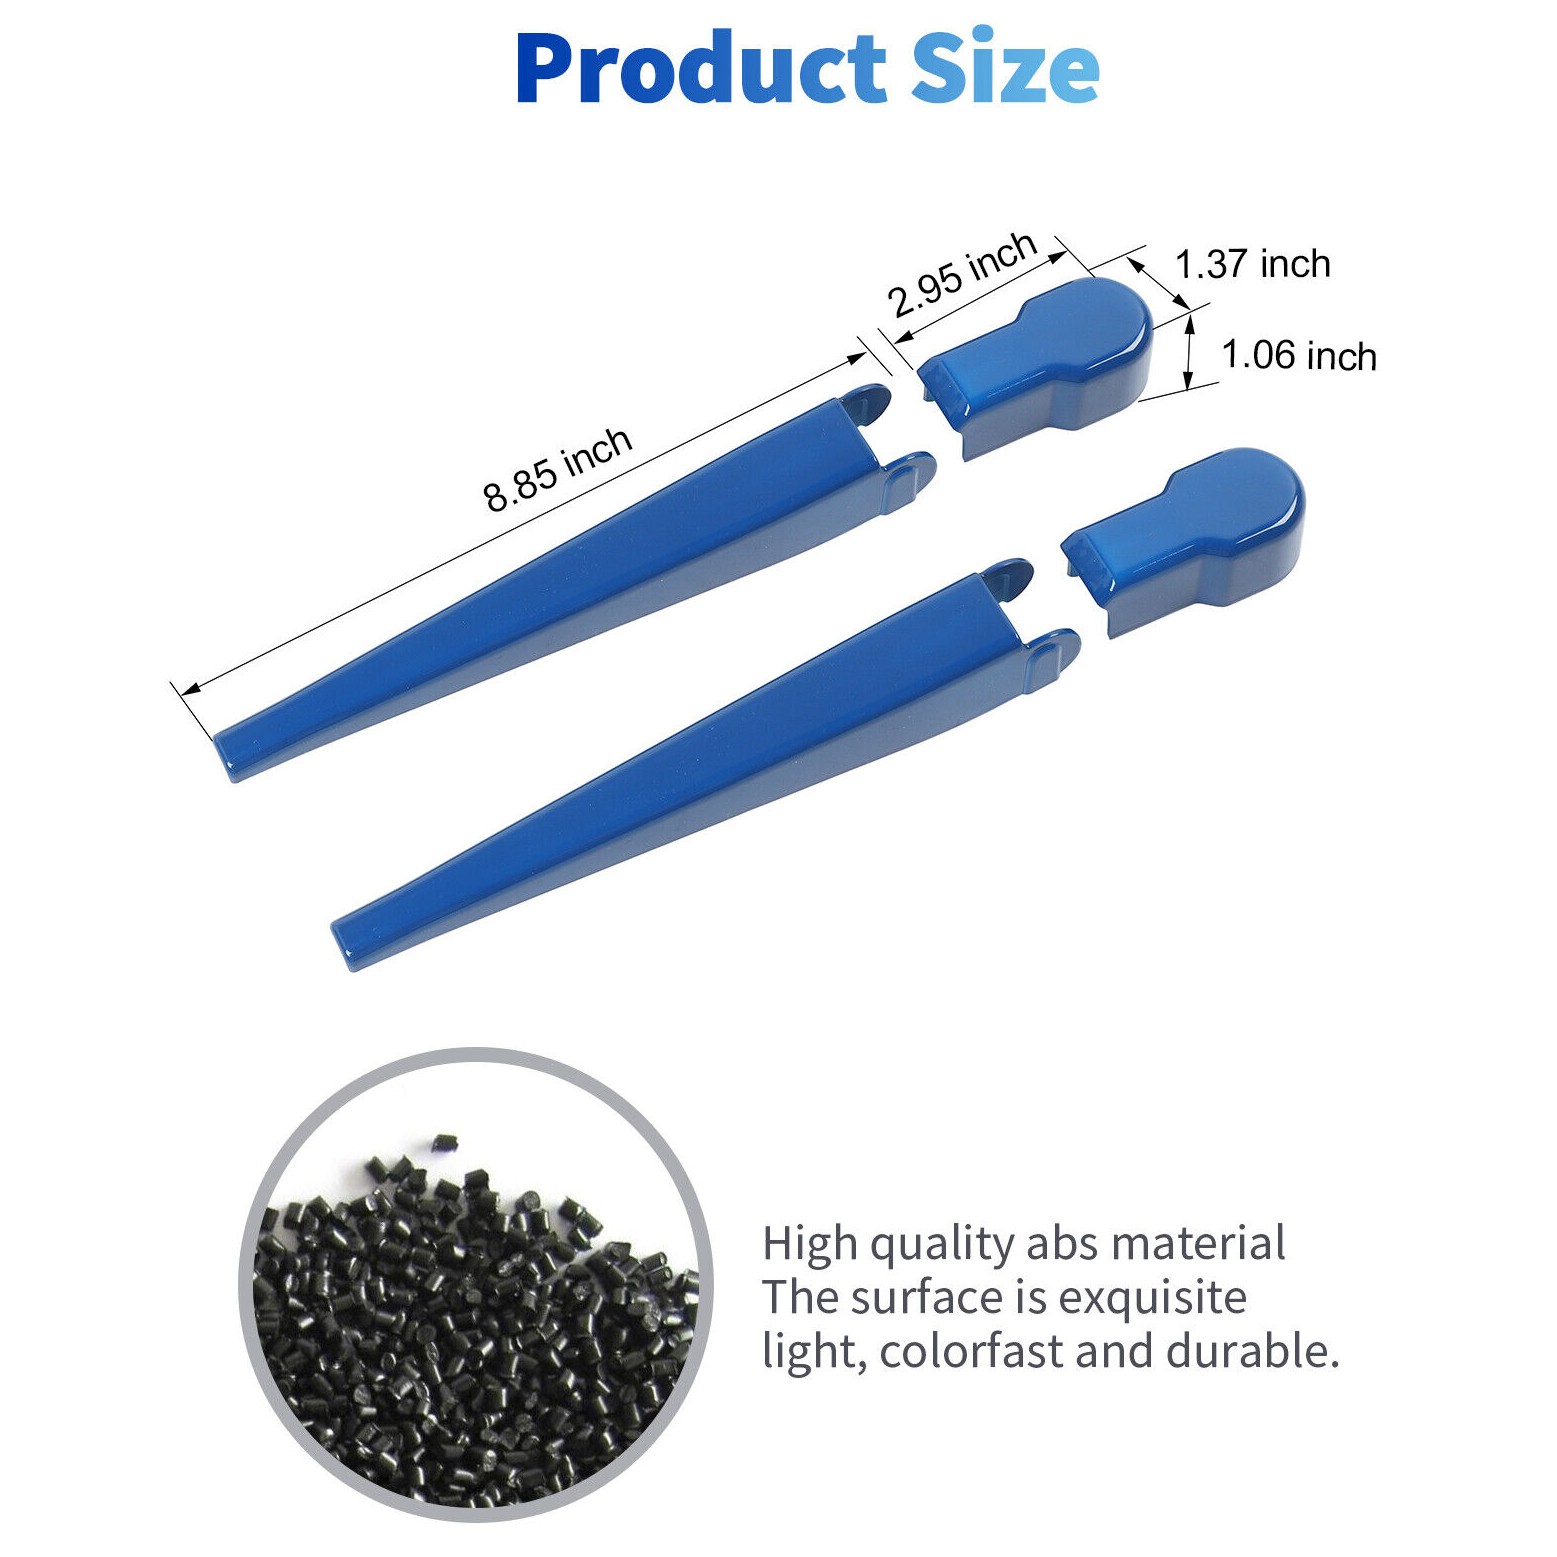 Product Size
2.95 inch
1.37 inch
1.06 inch
8.85 inch
High quality abs material
The surface is exquisite
light, colorfast and durable.